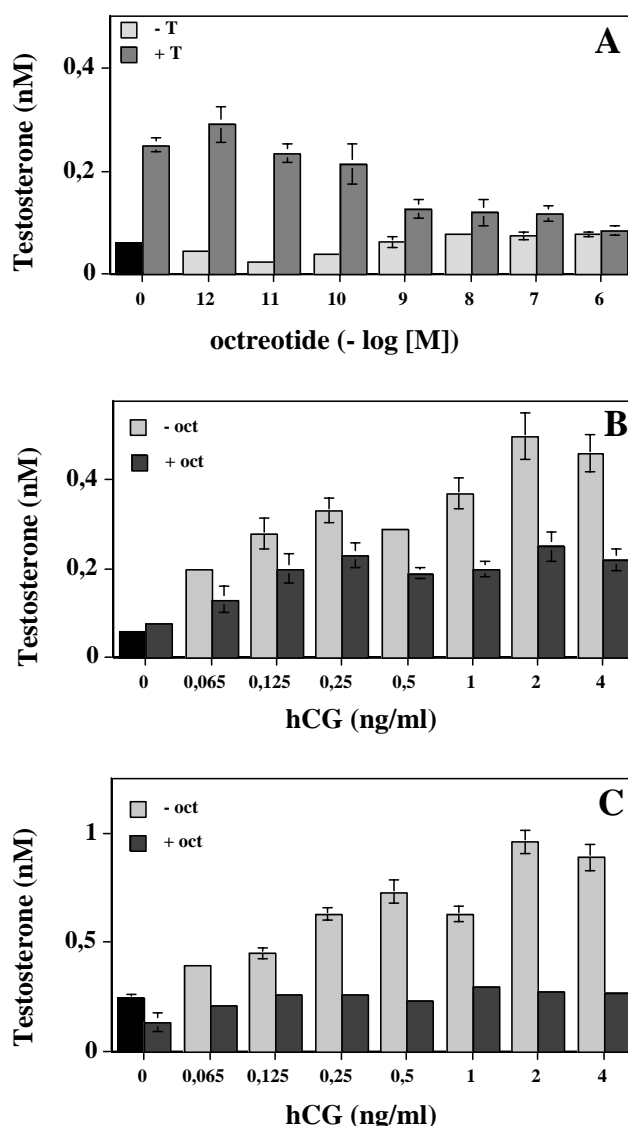 - T
+ T
A
Testosterone (nM)
0,4
0,2
0
0 12 11 10 9 8 7 6
octreotide (- log [M])
- oct
+ oct
B
Testosterone (nM)
0,4
0,2
0
0 0,065 0,125 0,25 0,5 1 2 4
hCG (ng/ml)
- oct
+ oct
C
Testosterone (nM)
1
0,5
0
0 0,065 0,125 0,25 0,5 1 2 4
hCG (ng/ml)